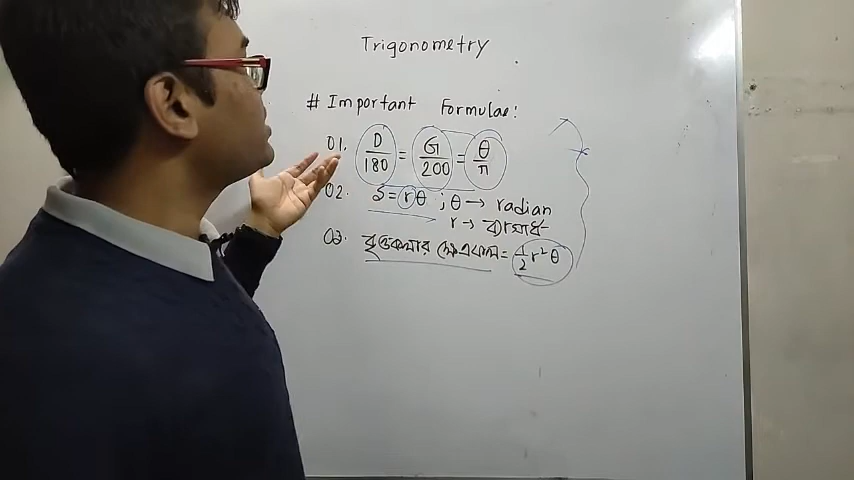 Trigonometry
# Important Formulae:
01. D/180 = G/200 = θ/π
02. S = rθ ; θ → radian
r → ব্যাসার্ধ
03. বৃত্তকলার ক্ষেত্রফল = 1/2 r²θ